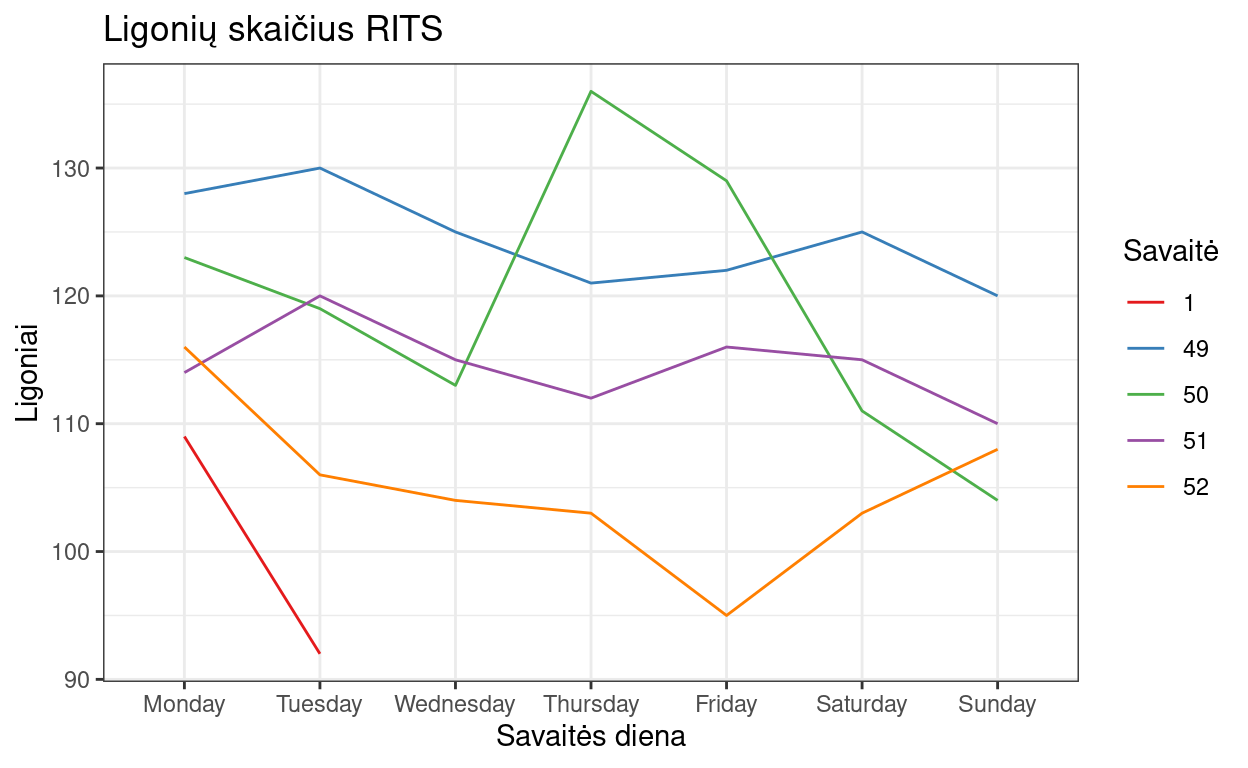 Ligonių skaičius RITS
Ligoniai
130
120
110
100
90
Monday Tuesday Wednesday Thursday Friday Saturday Sunday
Savaitės diena
Savaitė
1
49
50
51
52